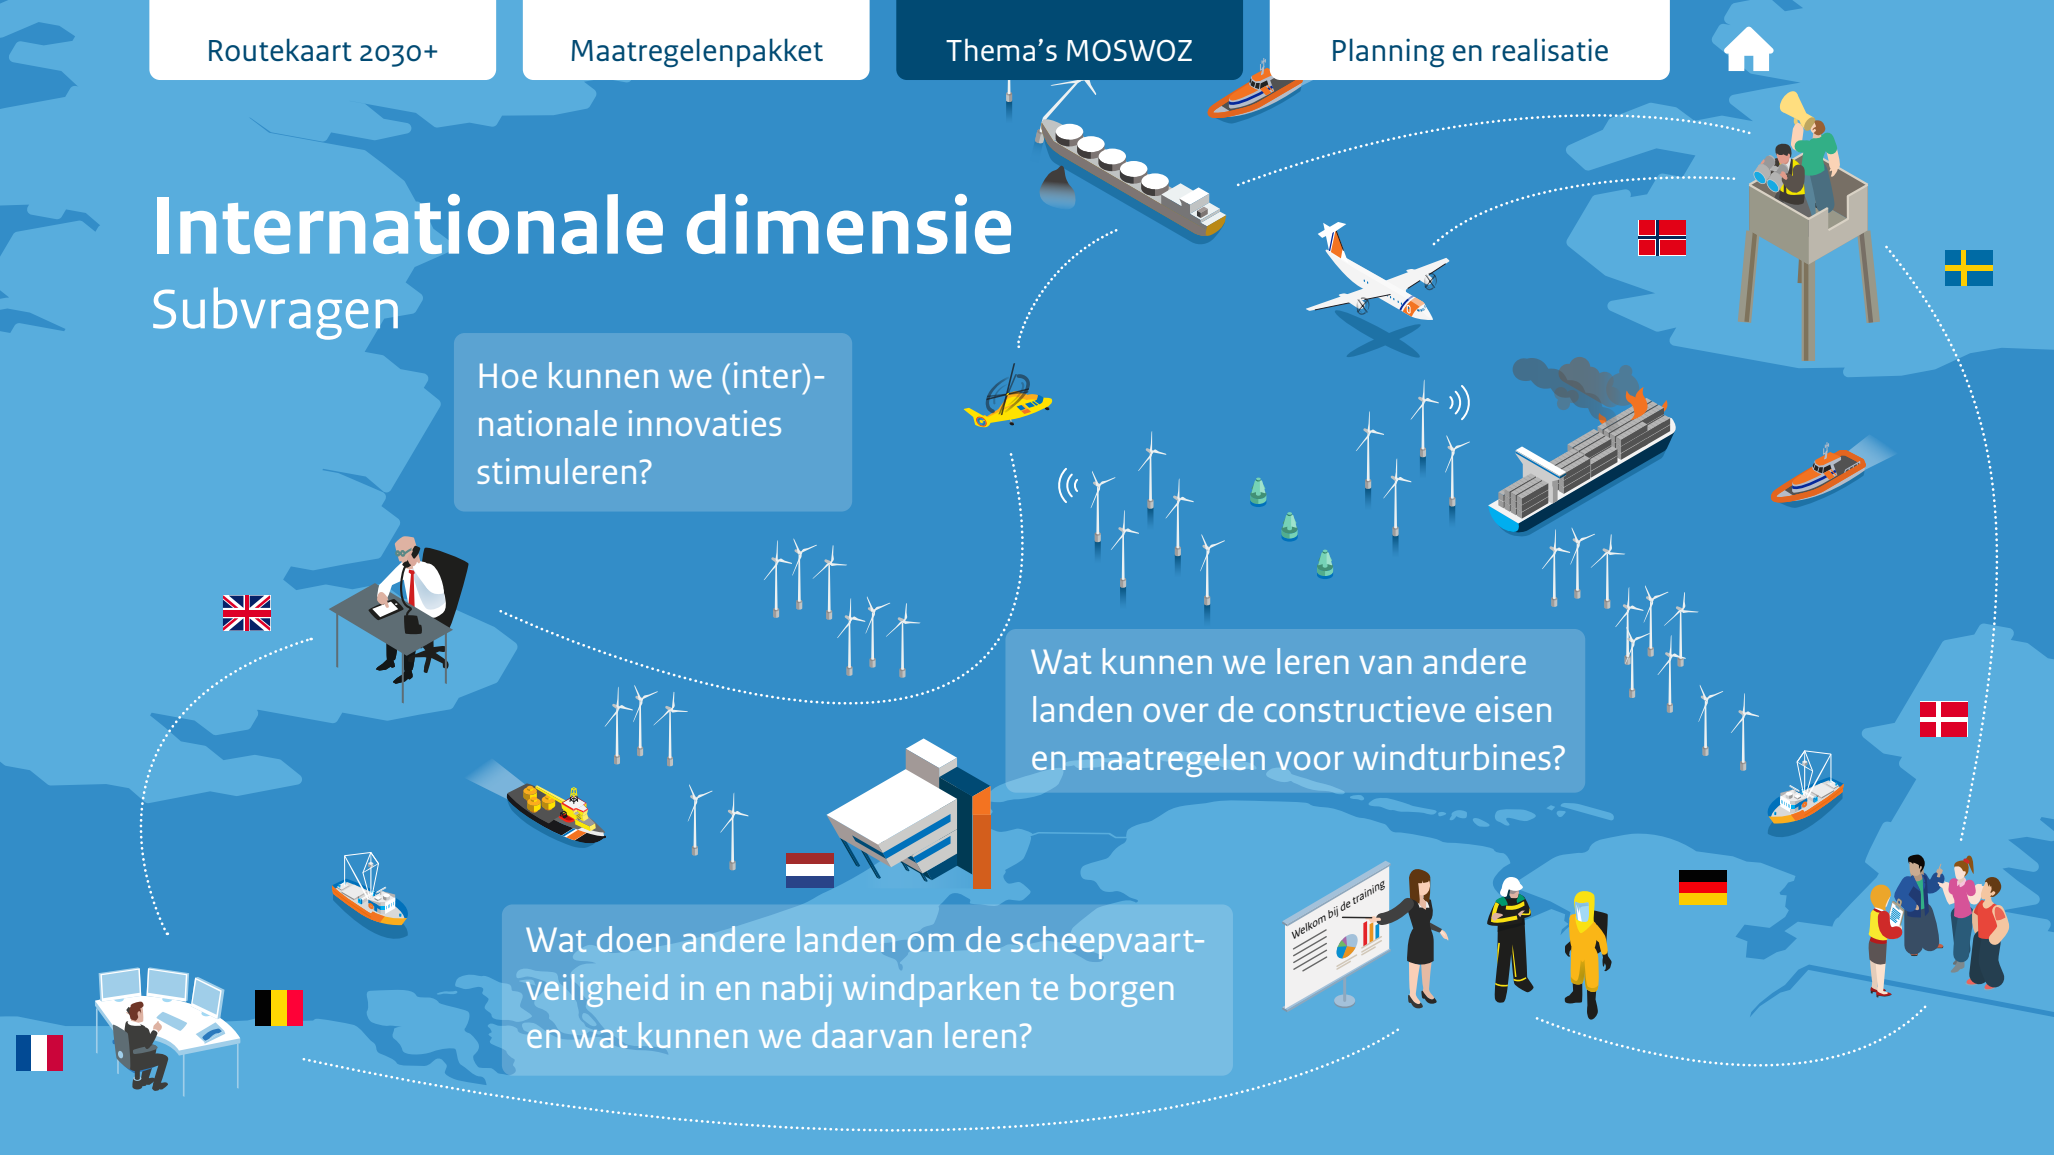 Routekaart 2030+
Maatregelenpakket
Thema's MOSWOZ
Planning en realisatie
Internationale dimensie
Subvragen
Hoe kunnen we (inter)-
nationale innovaties
stimuleren?
Wat kunnen we leren van andere
landen over de constructieve eisen
en maatregelen voor windturbines?
Welkom bij de training
Wat doen andere landen om de scheepvaart-
veiligheid in en nabij windparken te borgen
en wat kunnen we daarvan leren?